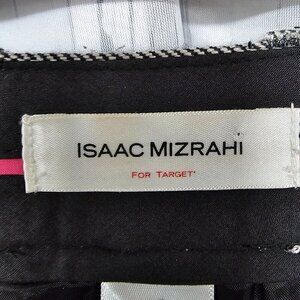 ISAAC MIZRAHI
FOR TARGET*